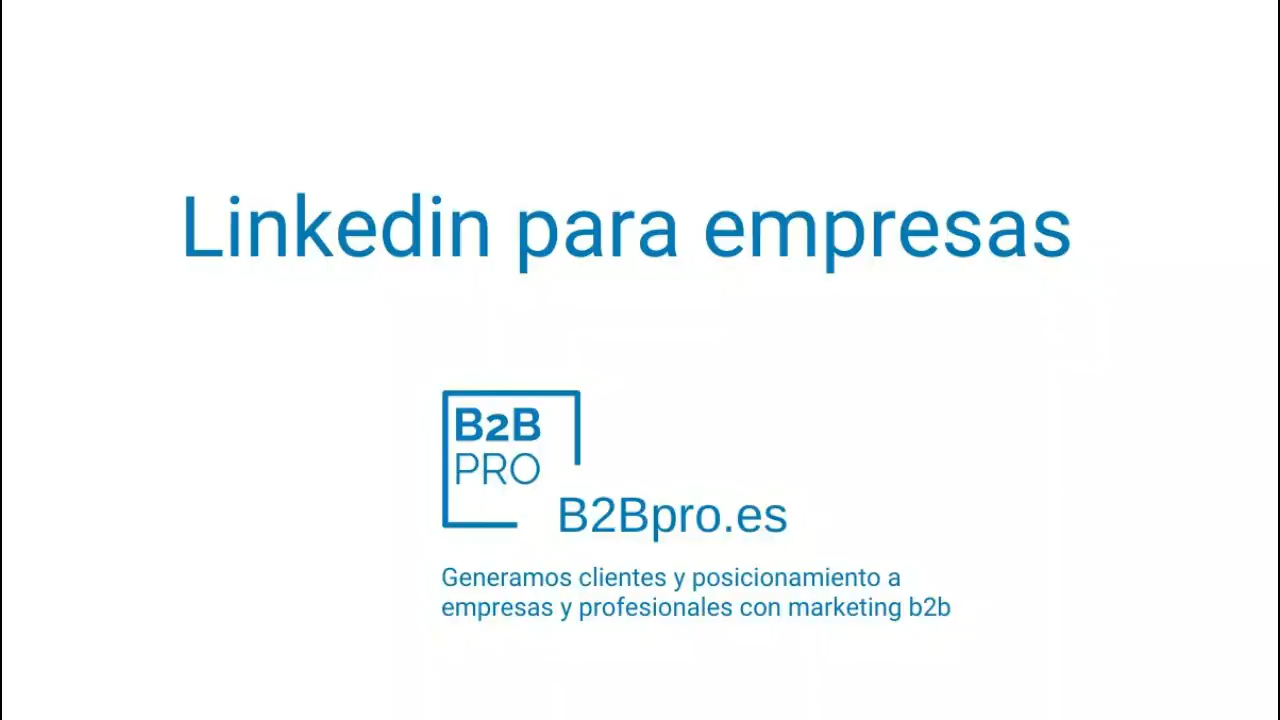 Linkedin para empresas
B2B
PRO
B2Bpro.es
Generamos clientes y posicionamiento a
empresas y profesionales con marketing b2b